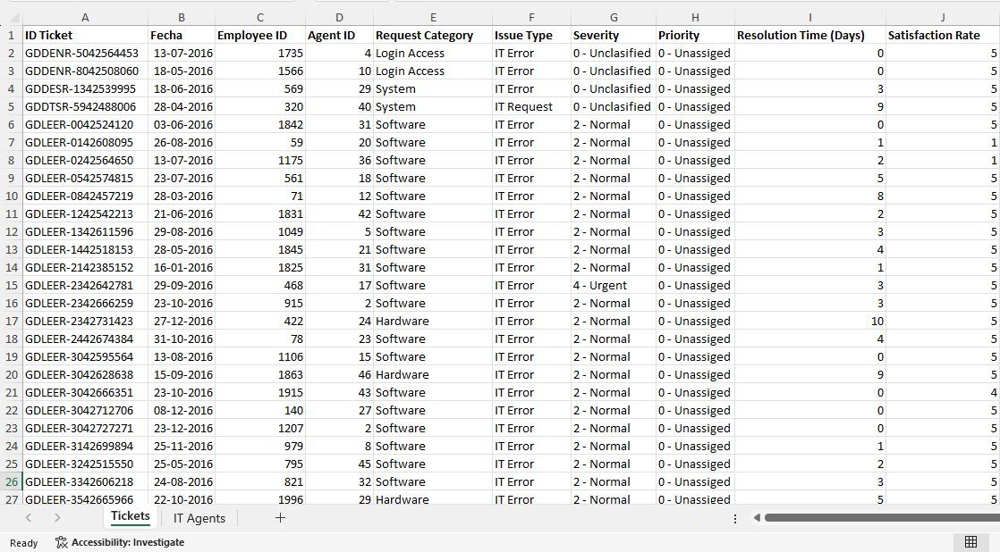 A B C D E F G H I J
1 ID Ticket Fecha Employee ID Agent ID Request Category Issue Type Severity Priority Resolution Time (Days) Satisfaction Rate
2 GDDENR-5042564453 13-07-2016 1735 4 Login Access IT Error 0 - Unclasified 0 - Unassiged 0 5
3 GDDENR-8042508060 18-05-2016 1566 10 Login Access IT Error 0 - Unclasified 0 - Unassiged 0 5
4 GDDESR-1342539995 18-06-2016 569 29 System IT Error 0 - Unclasified 0 - Unassiged 3 5
5 GDDTSR-5942488006 28-04-2016 320 40 System IT Request 0 - Unclasified 0 - Unassiged 9 5
6 GDLEER-0042524120 03-06-2016 1842 31 Software IT Error 2 - Normal 0 - Unassiged 0 5
7 GDLEER-0142608095 26-08-2016 59 20 Software IT Error 2 - Normal 0 - Unassiged 1 1
8 GDLEER-0242564650 13-07-2016 1175 36 Software IT Error 2 - Normal 0 - Unassiged 2 1
9 GDLEER-0542574815 23-07-2016 561 18 Software IT Error 2 - Normal 0 - Unassiged 5 5
10 GDLEER-0842457219 28-03-2016 71 12 Software IT Error 2 - Normal 0 - Unassiged 8 5
11 GDLEER-1242542213 21-06-2016 1831 42 Software IT Error 2 - Normal 0 - Unassiged 2 5
12 GDLEER-1342611596 29-08-2016 1049 5 Software IT Error 2 - Normal 0 - Unassiged 3 5
13 GDLEER-1442518153 28-05-2016 1845 21 Software IT Error 2 - Normal 0 - Unassiged 4 5
14 GDLEER-2142385152 16-01-2016 1825 31 Software IT Error 2 - Normal 0 - Unassiged 1 5
15 GDLEER-2342642781 29-09-2016 468 17 Software IT Error 4 - Urgent 0 - Unassiged 3 5
16 GDLEER-2342666259 23-10-2016 915 2 Software IT Error 2 - Normal 0 - Unassiged 3 5
17 GDLEER-2342731423 27-12-2016 422 24 Hardware IT Error 2 - Normal 0 - Unassiged 10 5
18 GDLEER-2442674384 31-10-2016 78 23 Software IT Error 2 - Normal 0 - Unassiged 4 5
19 GDLEER-3042595564 13-08-2016 1106 15 Software IT Error 2 - Normal 0 - Unassiged 0 5
20 GDLEER-3042628638 15-09-2016 1863 46 Hardware IT Error 2 - Normal 0 - Unassiged 9 5
21 GDLEER-3042666351 23-10-2016 1915 43 Software IT Error 2 - Normal 0 - Unassiged 0 4
22 GDLEER-3042712706 08-12-2016 140 27 Software IT Error 2 - Normal 0 - Unassiged 0 5
23 GDLEER-3042727271 23-12-2016 1207 2 Software IT Error 2 - Normal 0 - Unassiged 0 5
24 GDLEER-3142699894 25-11-2016 979 8 Software IT Error 2 - Normal 0 - Unassiged 1 5
25 GDLEER-3242515550 25-05-2016 795 45 Software IT Error 2 - Normal 0 - Unassiged 2 5
26 GDLEER-3342606218 24-08-2016 821 32 Software IT Error 2 - Normal 0 - Unassiged 3 5
27 GDLEER-3542665966 22-10-2016 1996 29 Hardware IT Error 2 - Normal 0 - Unassiged 5 5
Tickets IT Agents
Ready Accessibility: Investigate